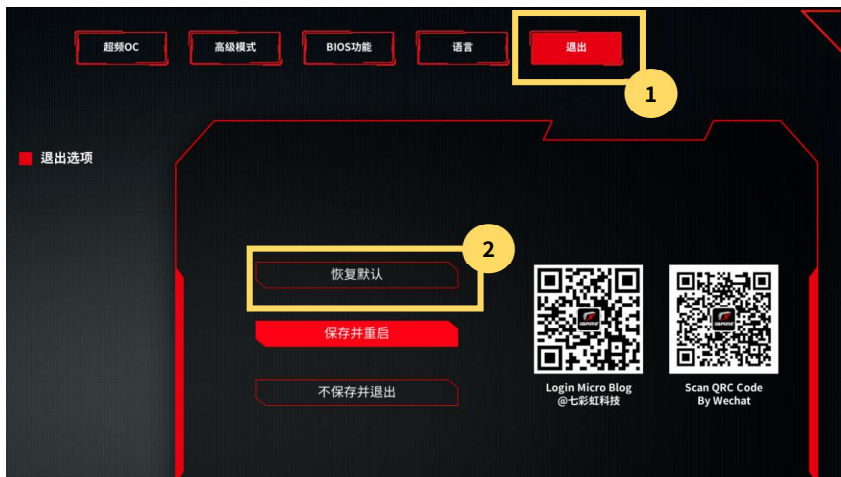 超频OC
高级模式
BIOS功能
语言
退出
1
退出选项
2
恢复默认
保存并重启
不保存并退出
Login Micro Blog
@七彩虹科技
Scan QRC Code
By Wechat